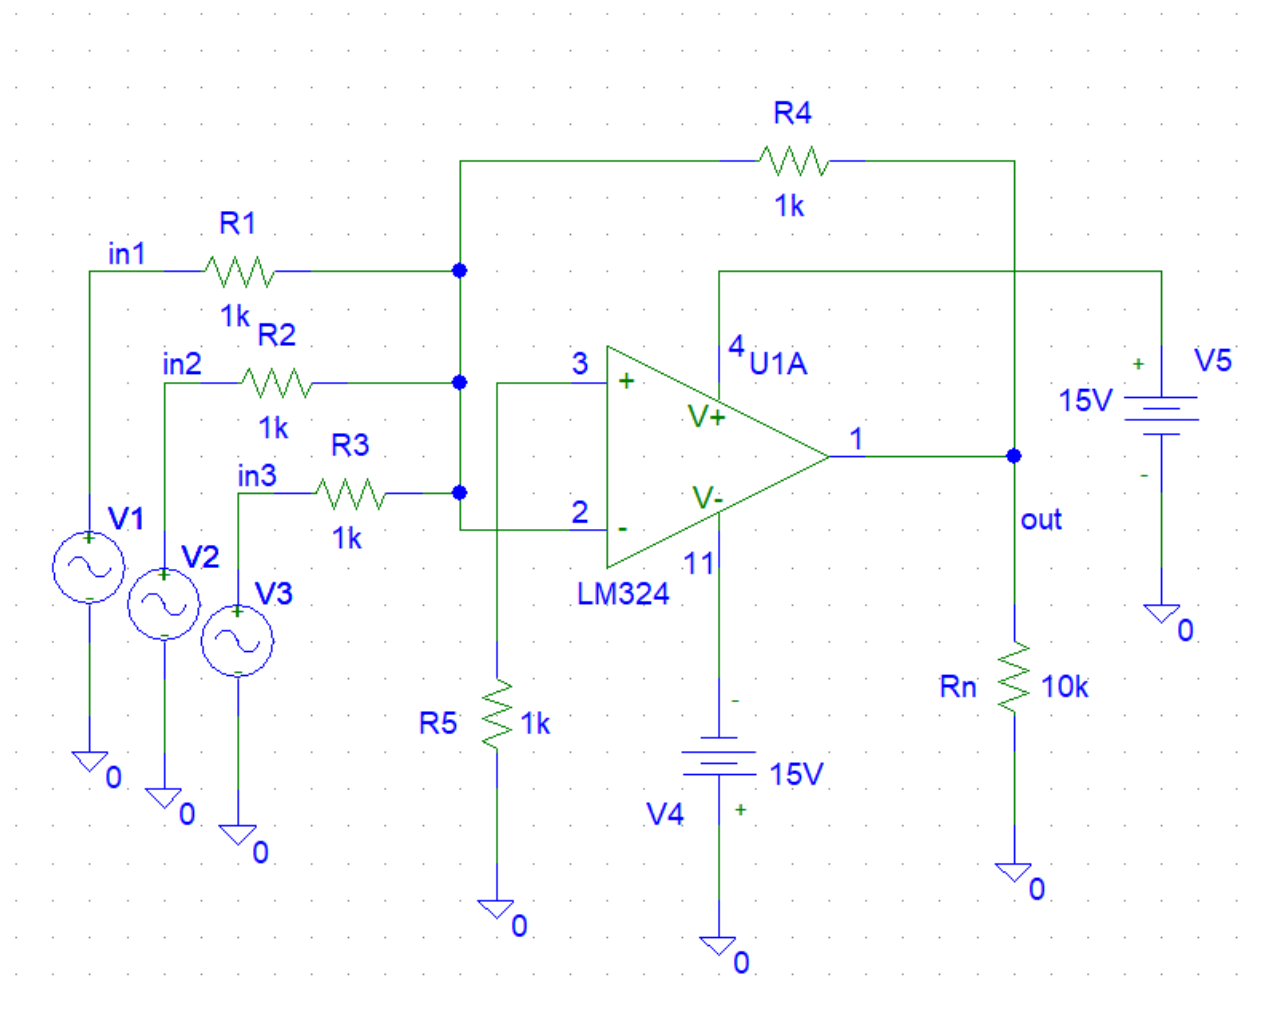 R4
1k
R1
in1
1k
R2
in2
1k
R3
in3
1k
3
+
4
U1A
V+
1
V-
2
-
11
LM324
out
+
V5
15V
-
0
V1
+
-
0
V2
+
-
0
V3
+
-
0
R5
1k
0
-
15V
V4
+
0
Rn
10k
0